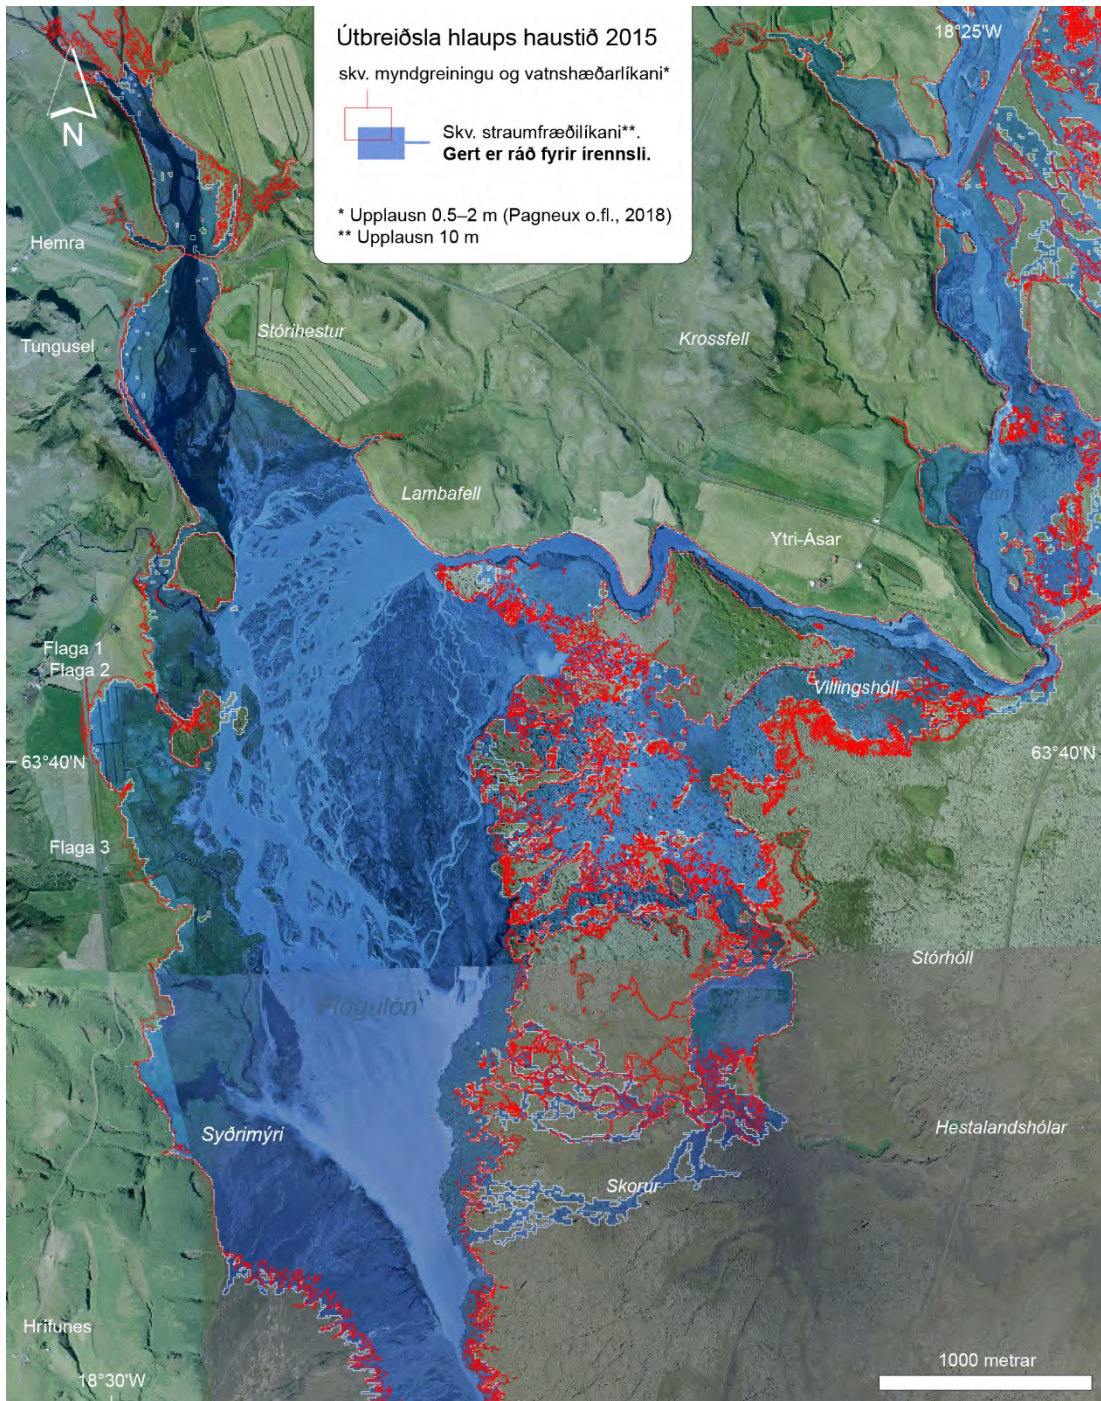 Útbreiðsla hlaups haustið 2015
skv. myndgreiningu og vatnshæðarlíkani*
Skv. straumfræðilíkani**.
Gert er ráð fyrir írennsli.
* Upplausn 0.5–2 m (Pagneux o.fl., 2018)
** Upplausn 10 m
18°25'W
N
Hemra
Tungusel
Stórihestur
Krossfell
Lambafell
Ytri-Ásar
Flaga 1
Flaga 2
Villingshóll
63°40'N
63°40'N
Flaga 3
Stórhóll
Flögulón
Syðrimýri
Hestalandshólar
Skorur
Hrífunes
18°30'W
1000 metrar